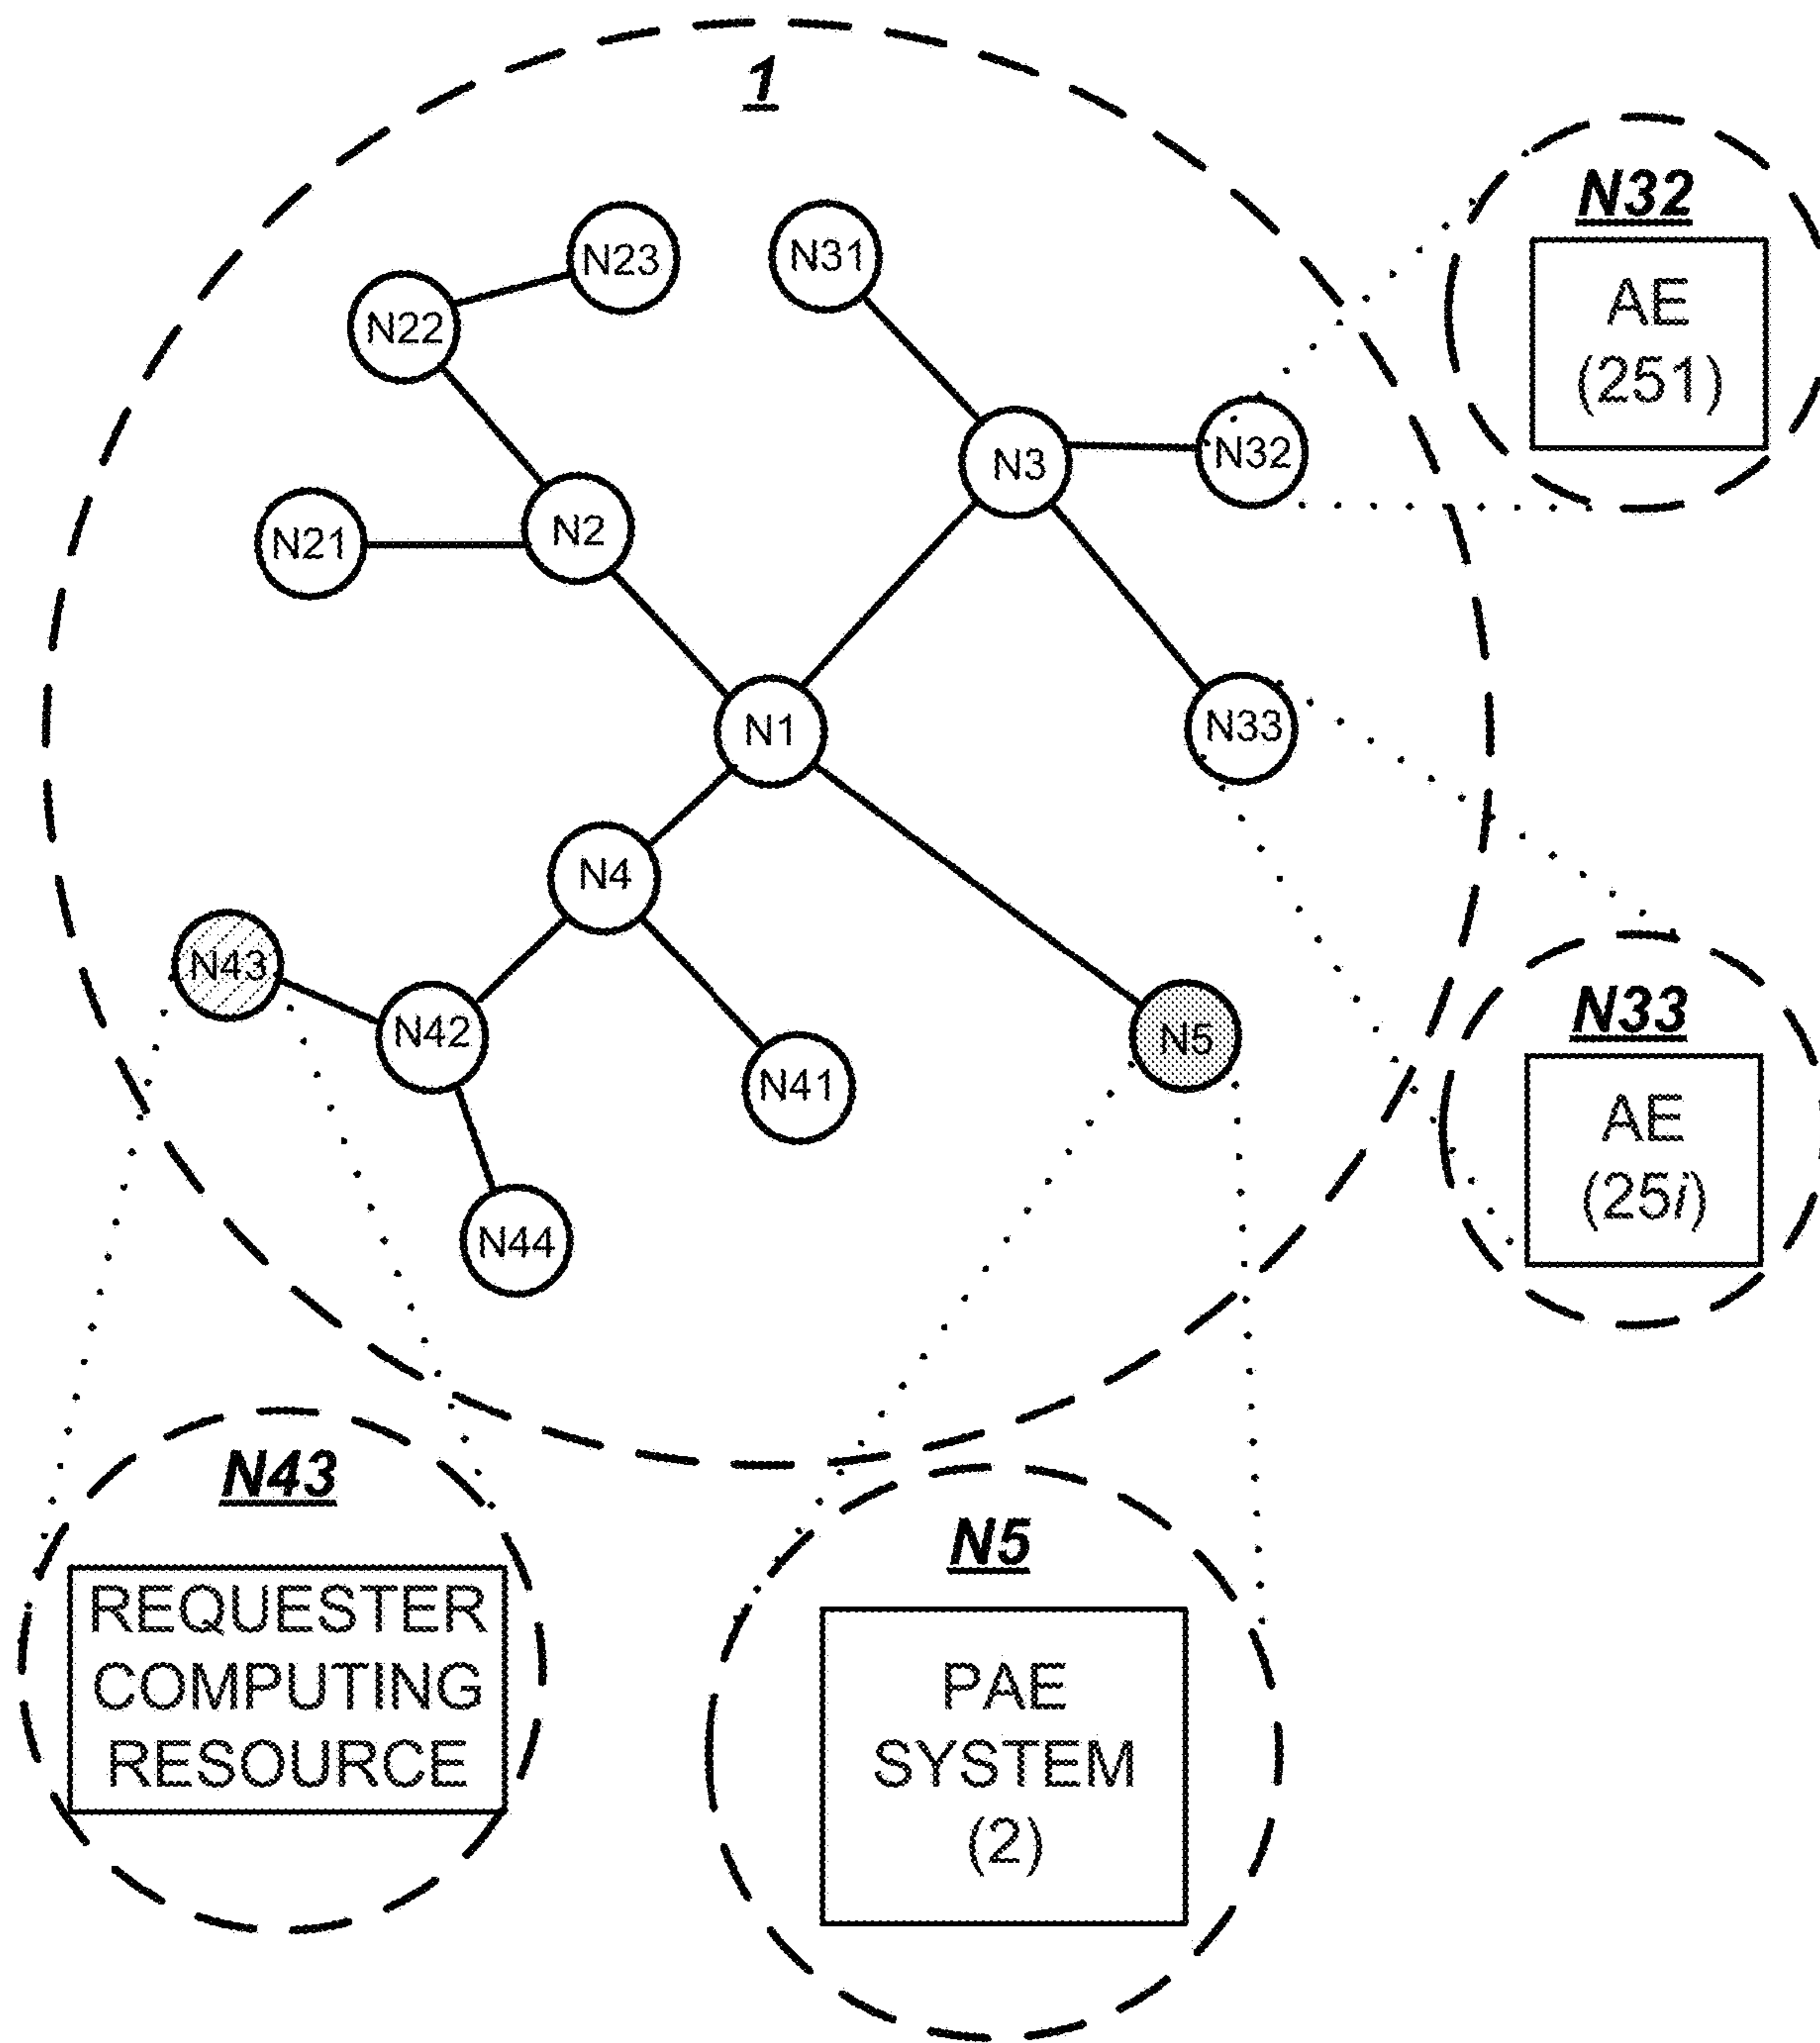 1
N32
AE
(251)
N23
N31
N22
N3
N32
N2
N21
N1
N33
N4
N43
N42
N5
N41
N33
AE
(25i)
N44
N43
REQUESTER
COMPUTING
RESOURCE
N5
PAE
SYSTEM
(2)